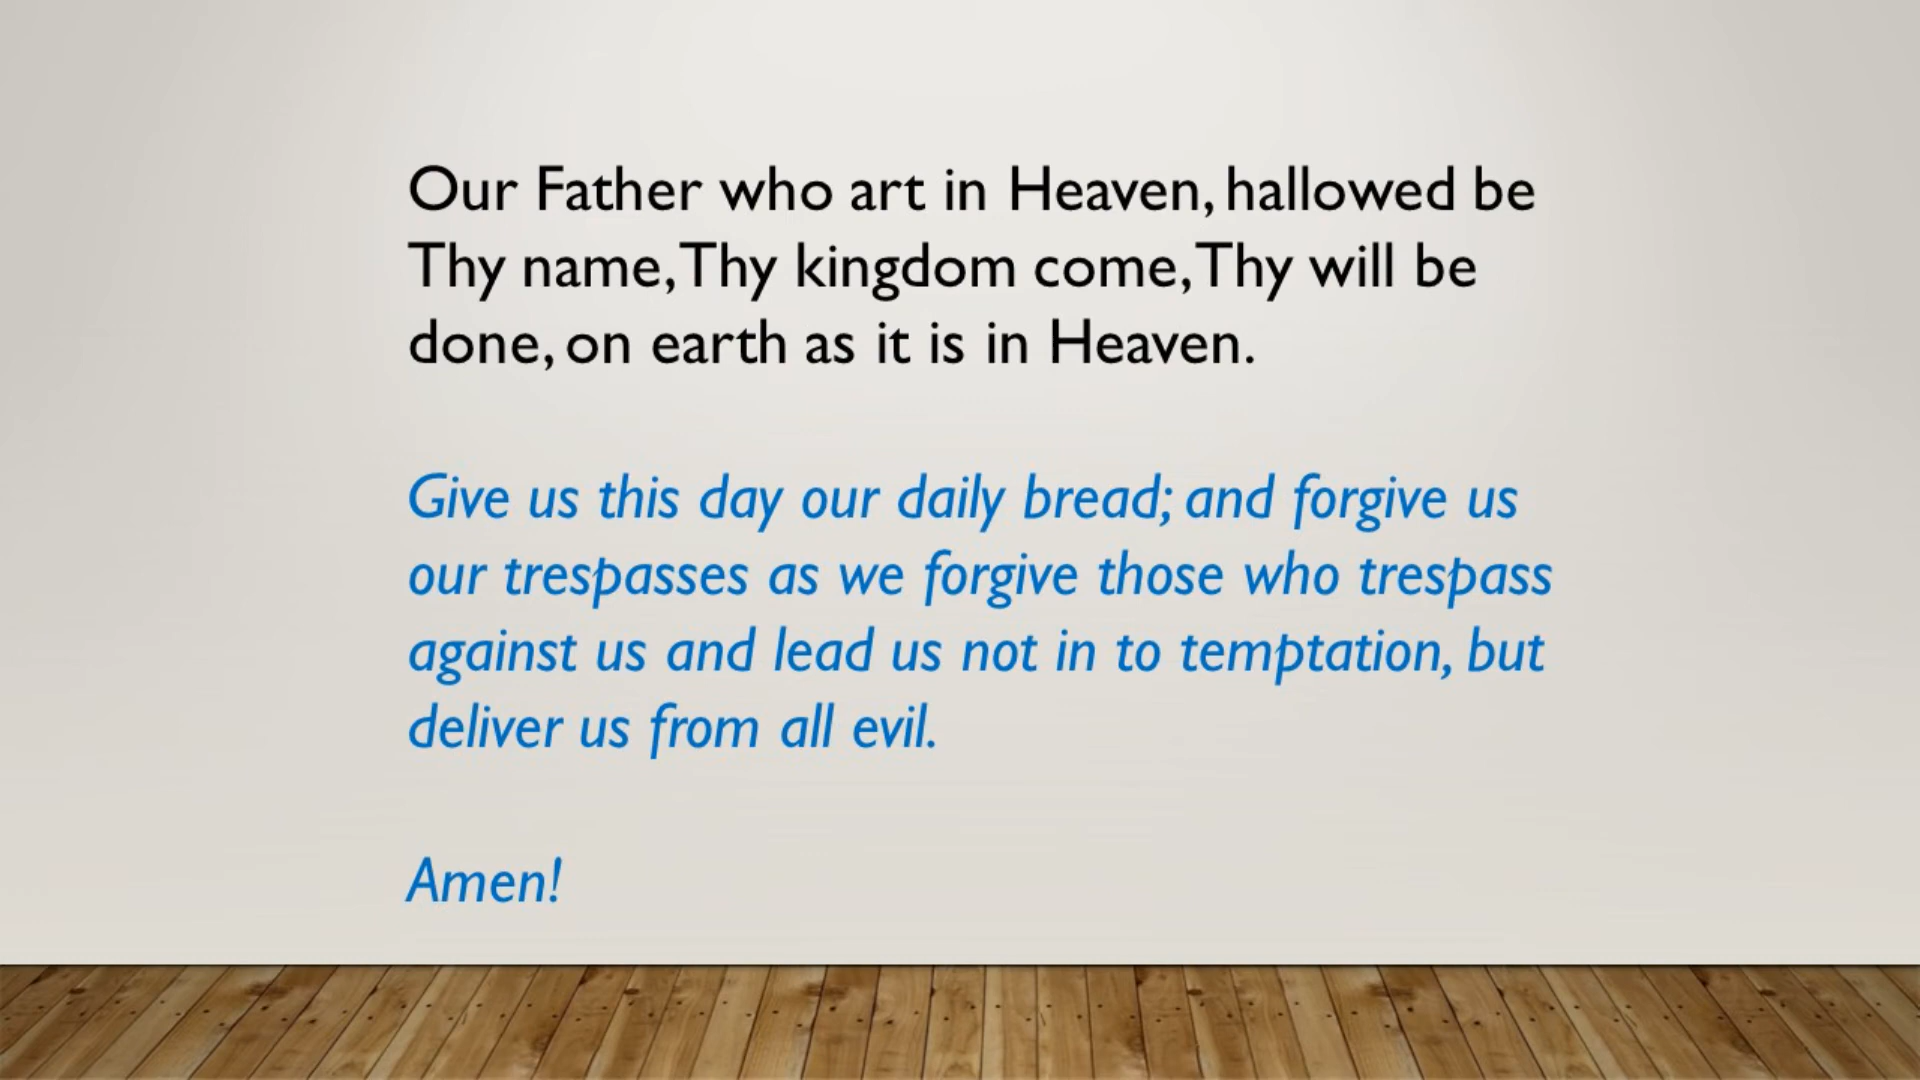 Our Father who art in Heaven, hallowed be
Thy name, Thy kingdom come, Thy will be
done, on earth as it is in Heaven.
Give us this day our daily bread; and forgive us
our trespasses as we forgive those who trespass
against us and lead us not in to temptation, but
deliver us from all evil.
Amen!